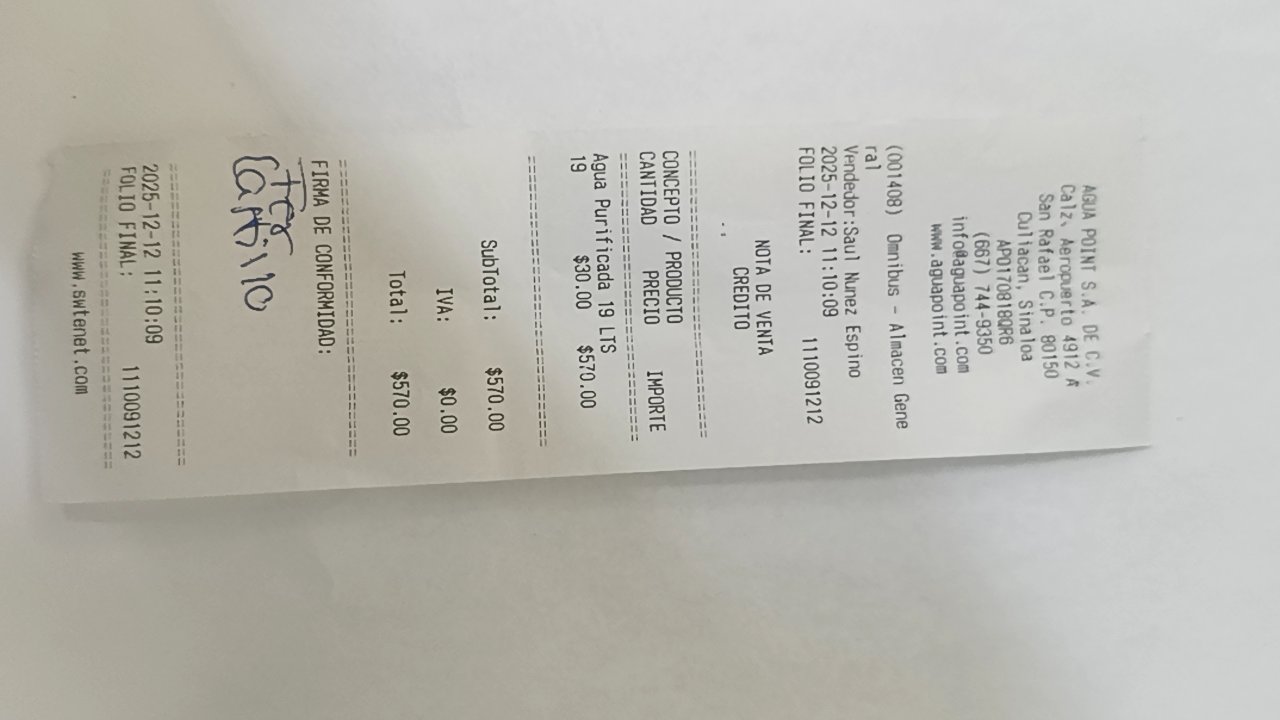 AGUA POINT S.A. DE C.V.
Calz. Aeropuerto 4912 A
San Rafael C.P. 80150
Culiacan, Sinaloa
APO170818QR6
(667) 744-9350
info@aguapoint.com
www.aguapoint.com
(001408) Omnibus - Almacen Gene
ral
Vendedor:Saul Nunez Espino
2025-12-12 11:10:09
FOLIO FINAL: 1110091212
NOTA DE VENTA
CREDITO
CONCEPTO / PRODUCTO
CANTIDAD PRECIO IMPORTE
Agua Purificada 19 LTS
19 $30.00 $570.00
SubTotal: $570.00
IVA: $0.00
Total: $570.00
FIRMA DE CONFORMIDAD:
2025-12-12 11:10:09
FOLIO FINAL: 1110091212
www.swtenet.com